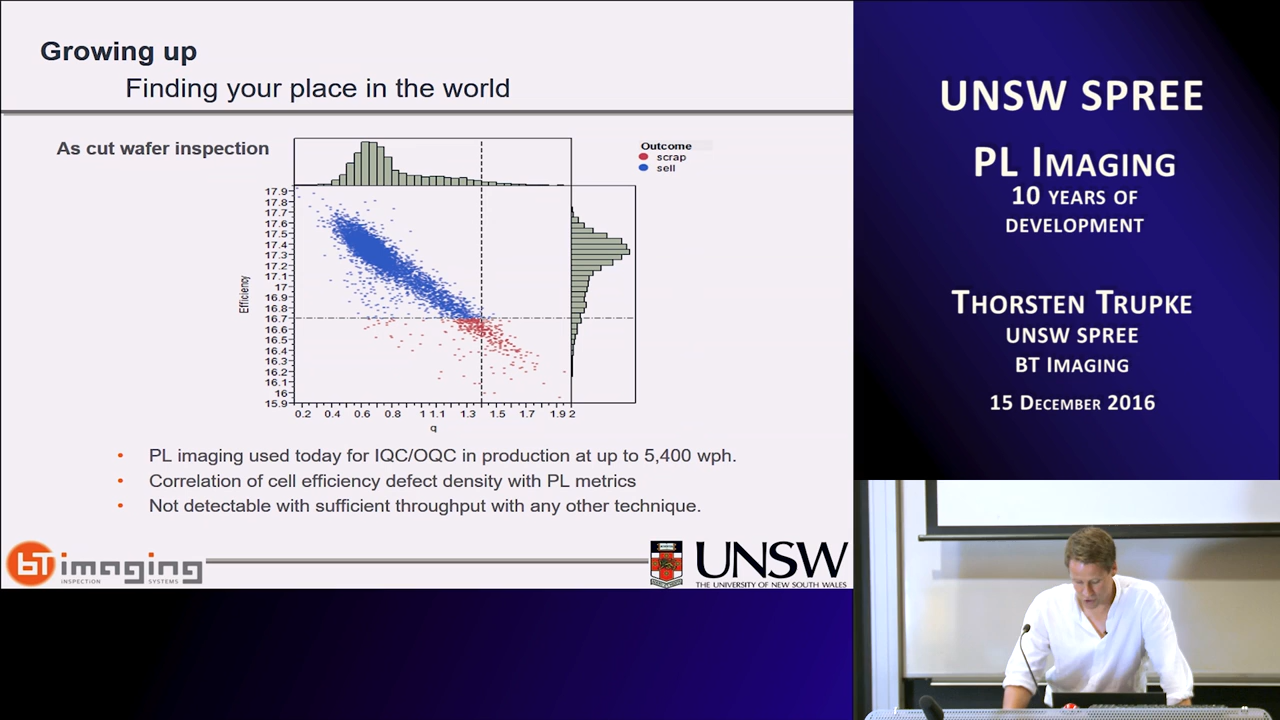 Growing up
Finding your place in the world
As cut wafer inspection
Outcome
scrap
sell
17.9
17.8
17.7
17.6
17.5
17.4
17.3
17.2
17.1
17
16.9
16.8
16.7
16.6
16.5
16.4
16.3
16.2
16.1
16
15.9
Efficiency
0.2 0.4 0.6 0.8 1 1.1 1.3 1.5 1.7 1.9 2
q
• PL imaging used today for IQC/OQC in production at up to 5,400 wph.
• Correlation of cell efficiency defect density with PL metrics
• Not detectable with sufficient throughput with any other technique.
BT imaging
INSPECTION SYSTEMS
UNSW
THE UNIVERSITY OF NEW SOUTH WALES
UNSW SPREE
PL IMAGING
10 YEARS OF
DEVELOPMENT
THORSTEN TRUPKE
UNSW SPREE
BT IMAGING
15 DECEMBER 2016